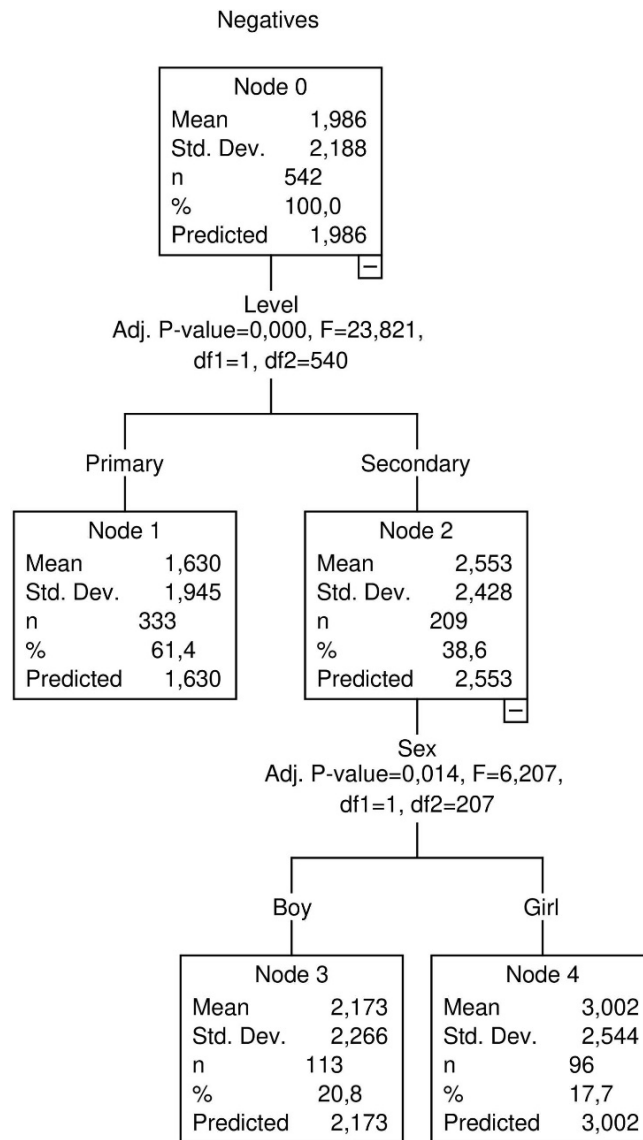 Negatives
Node 0
Mean 1,986
Std. Dev. 2,188
n 542
% 100,0
Predicted 1,986
Level
Adj. P-value=0,000, F=23,821,
df1=1, df2=540
Primary
Secondary
Node 1
Mean 1,630
Std. Dev. 1,945
n 333
% 61,4
Predicted 1,630
Node 2
Mean 2,553
Std. Dev. 2,428
n 209
% 38,6
Predicted 2,553
Sex
Adj. P-value=0,014, F=6,207,
df1=1, df2=207
Boy
Girl
Node 3
Mean 2,173
Std. Dev. 2,266
n 113
% 20,8
Predicted 2,173
Node 4
Mean 3,002
Std. Dev. 2,544
n 96
% 17,7
Predicted 3,002